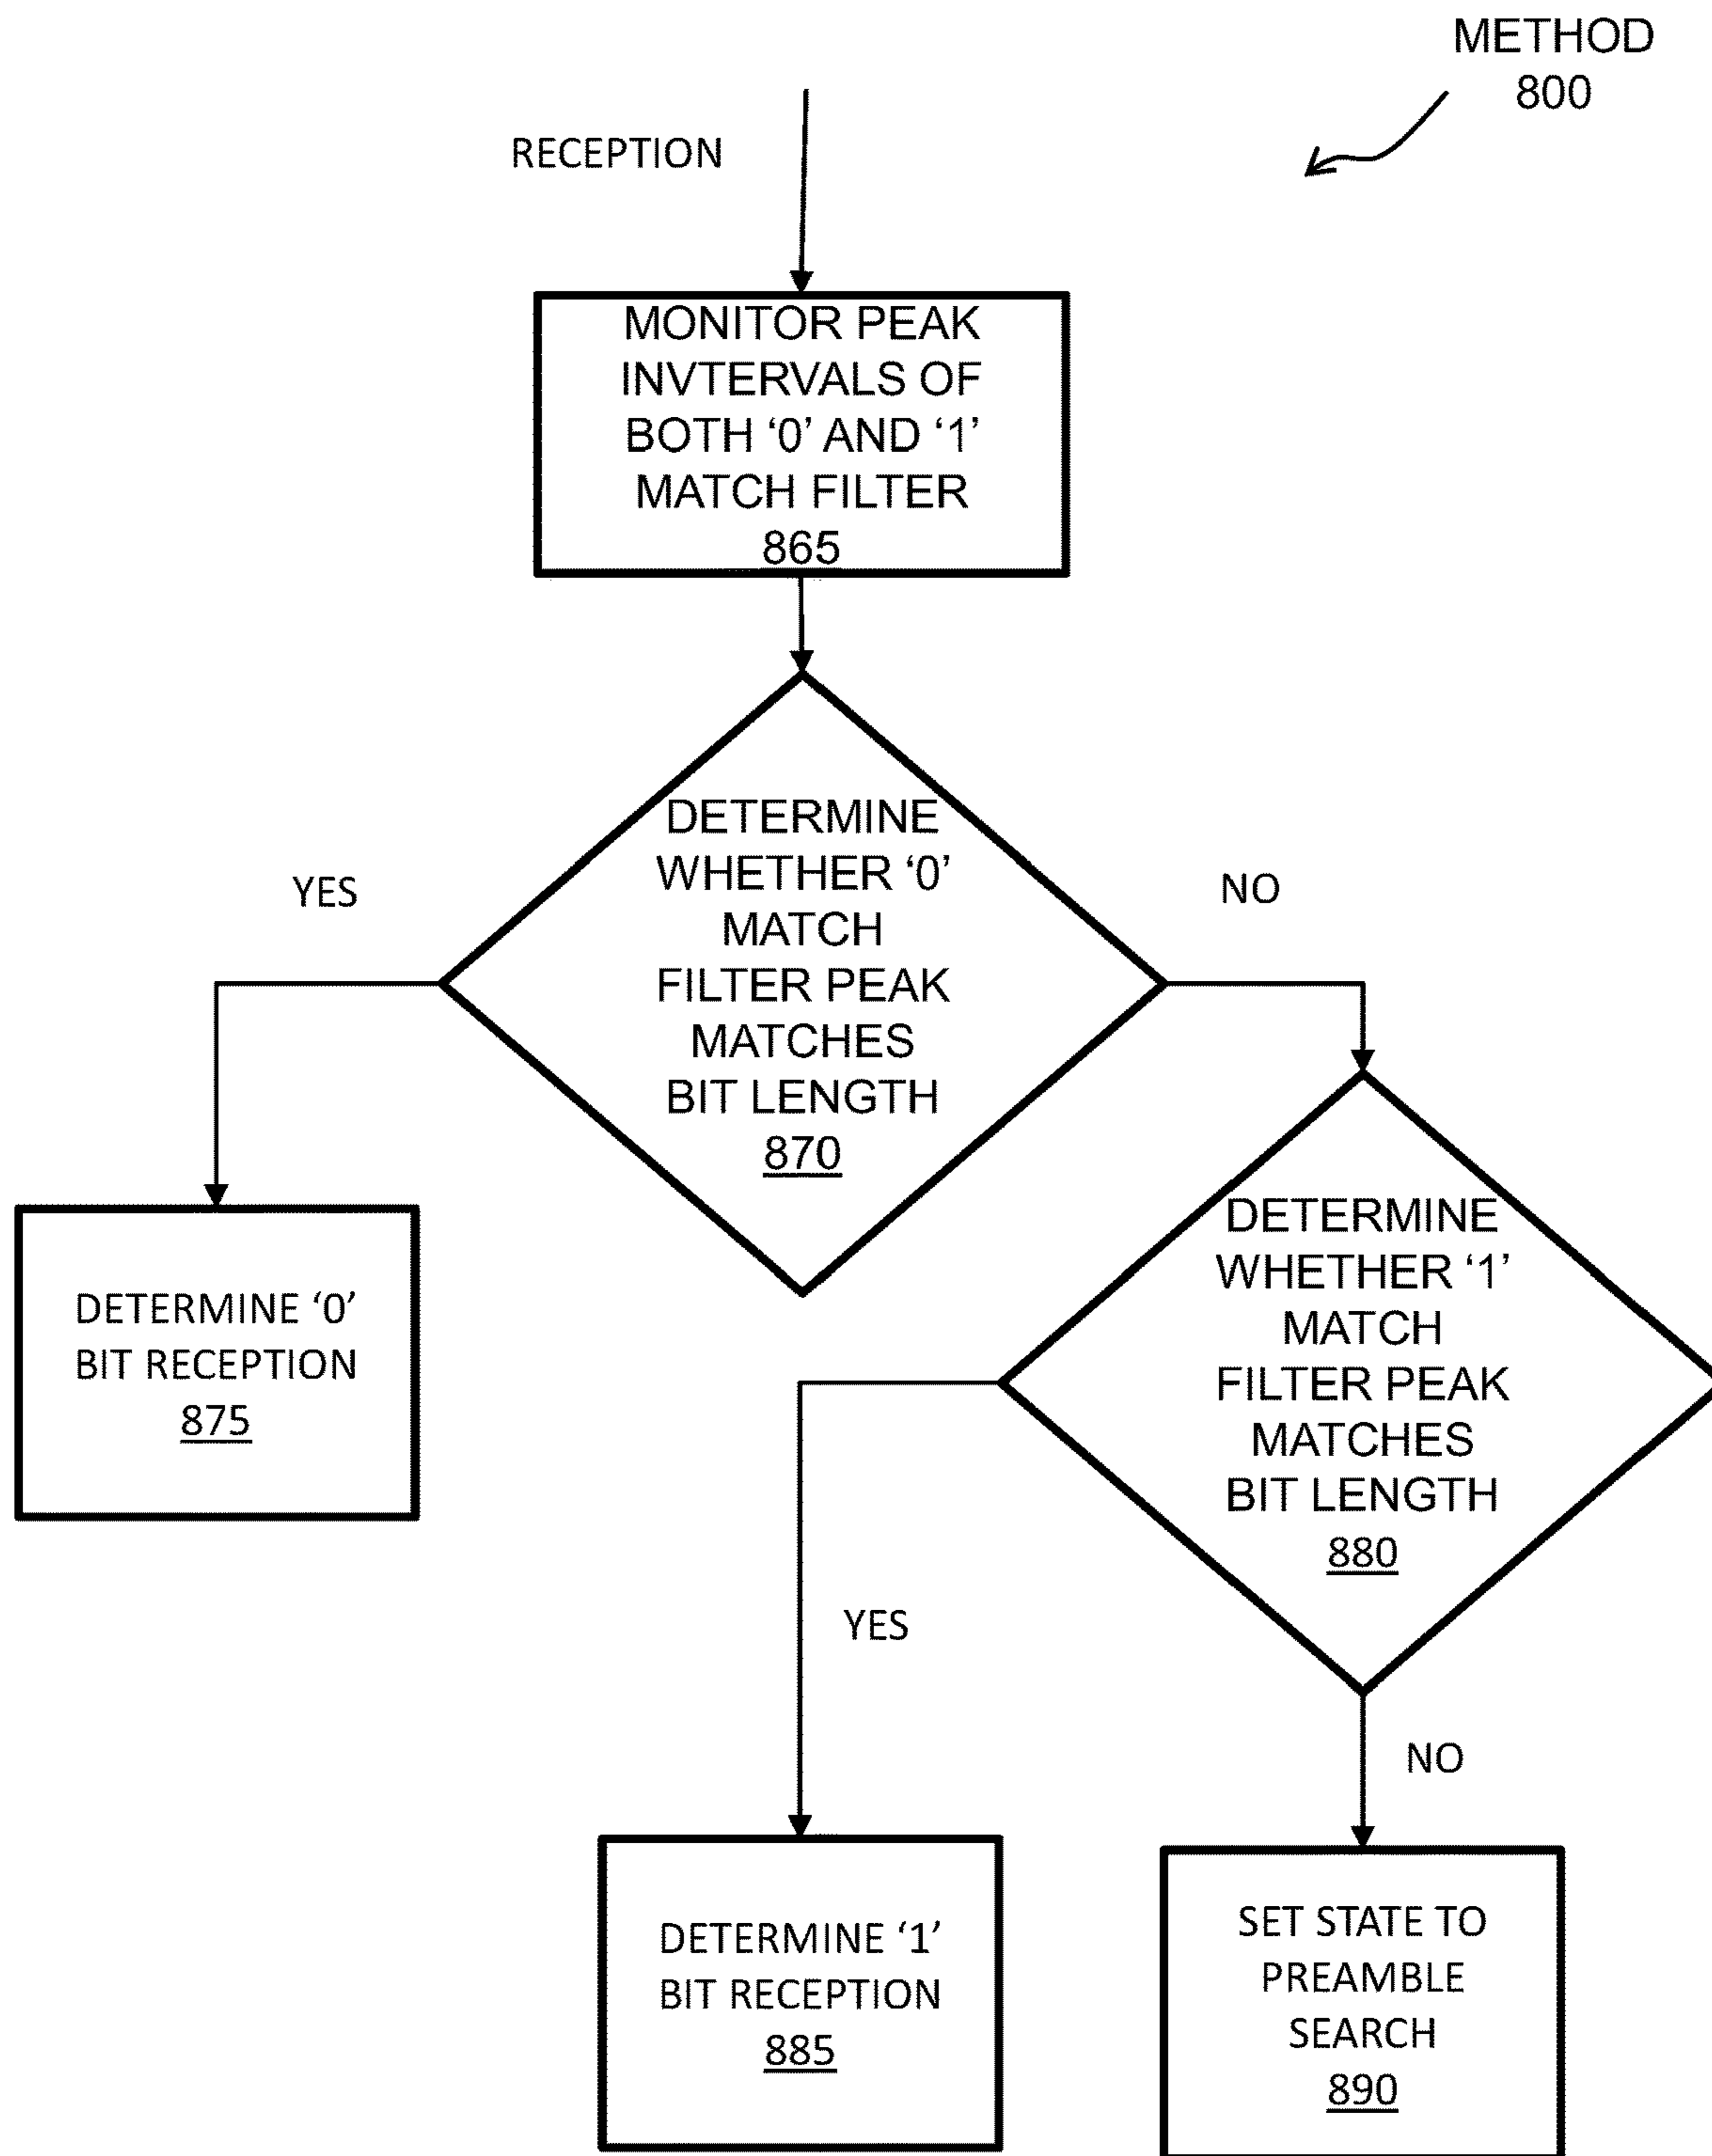 METHOD
800
RECEPTION
MONITOR PEAK
INVTERVALS OF
BOTH ‘0’ AND ‘1’
MATCH FILTER
865
DETERMINE
WHETHER ‘0’
MATCH
FILTER PEAK
MATCHES
BIT LENGTH
870
YES
NO
DETERMINE ‘0’
BIT RECEPTION
875
DETERMINE
WHETHER ‘1’
MATCH
FILTER PEAK
MATCHES
BIT LENGTH
880
YES
NO
DETERMINE ‘1’
BIT RECEPTION
885
SET STATE TO
PREAMBLE
SEARCH
890